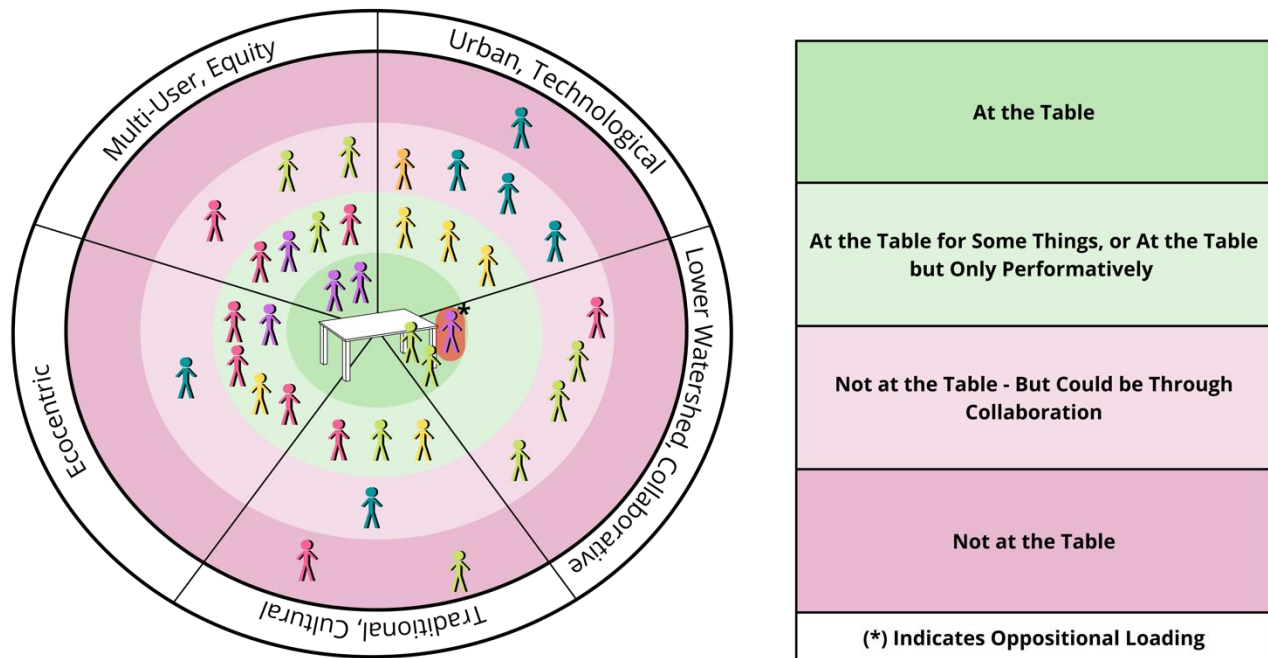 Multi-User, Equity
Urban, Technological
Lower Watershed, Collaborative
Traditional, Cultural
Ecocentric
*
At the Table
At the Table for Some Things, or At the Table
but Only Performatively
Not at the Table - But Could be Through
Collaboration
Not at the Table
(*) Indicates Oppositional Loading